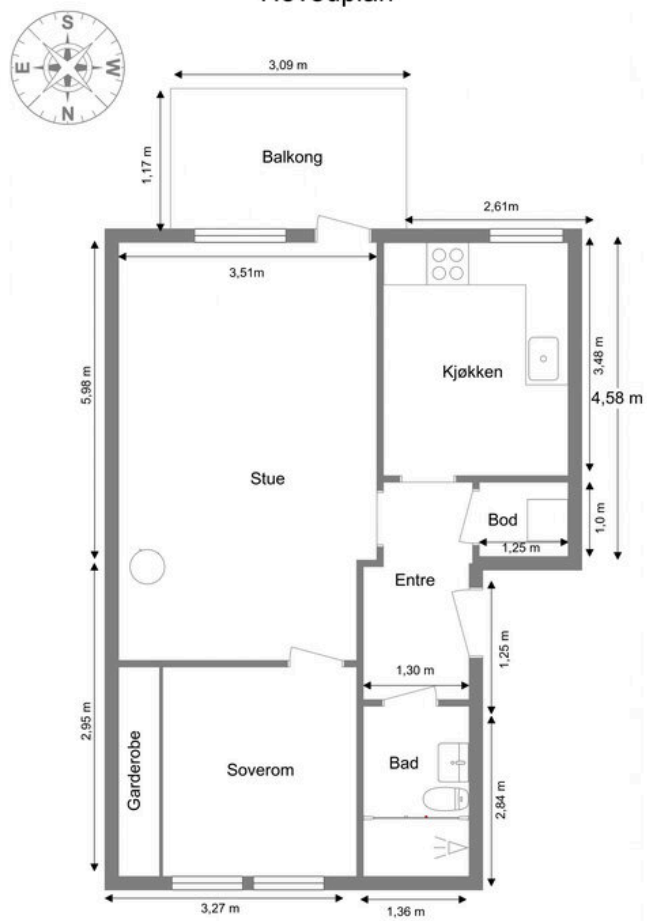 S
E W
N
3,09 m
1,17 m
Balkong
2,61m
3,51m
5,98 m
Kjøkken
3,48 m
4,58 m
Stue
Bod
1,25 m
1,0 m
Entre
1,25 m
1,30 m
2,95 m
Garderobe
Soverom
Bad
2,84 m
3,27 m
1,36 m